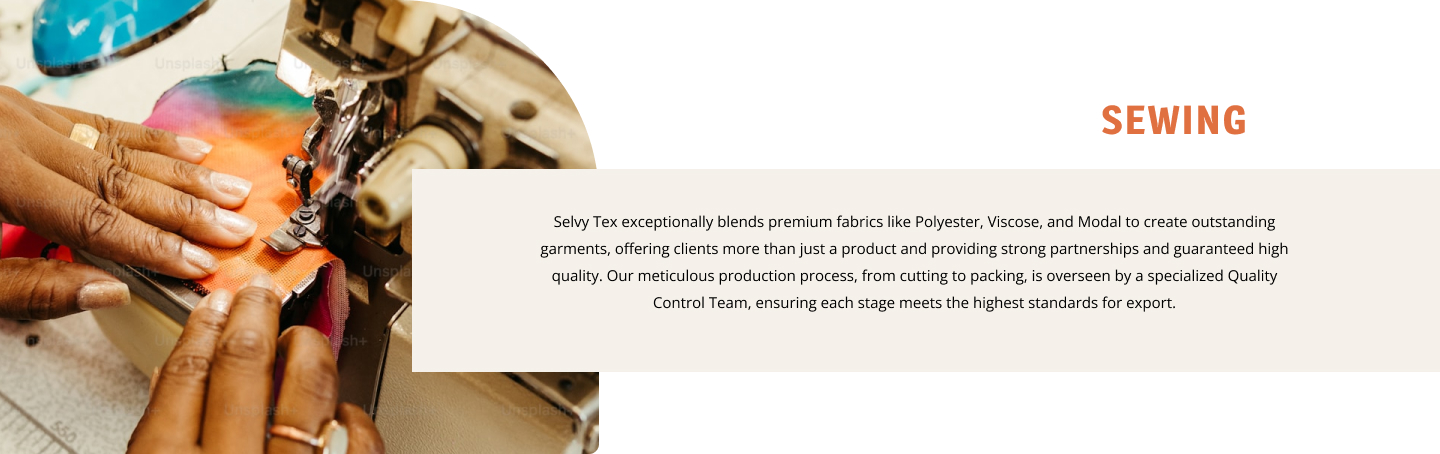 SEWING
Selvy Tex exceptionally blends premium fabrics like Polyester, Viscose, and Modal to create outstanding
garments, offering clients more than just a product and providing strong partnerships and guaranteed high
quality. Our meticulous production process, from cutting to packing, is overseen by a specialized Quality
Control Team, ensuring each stage meets the highest standards for export.
Unsplash+
550